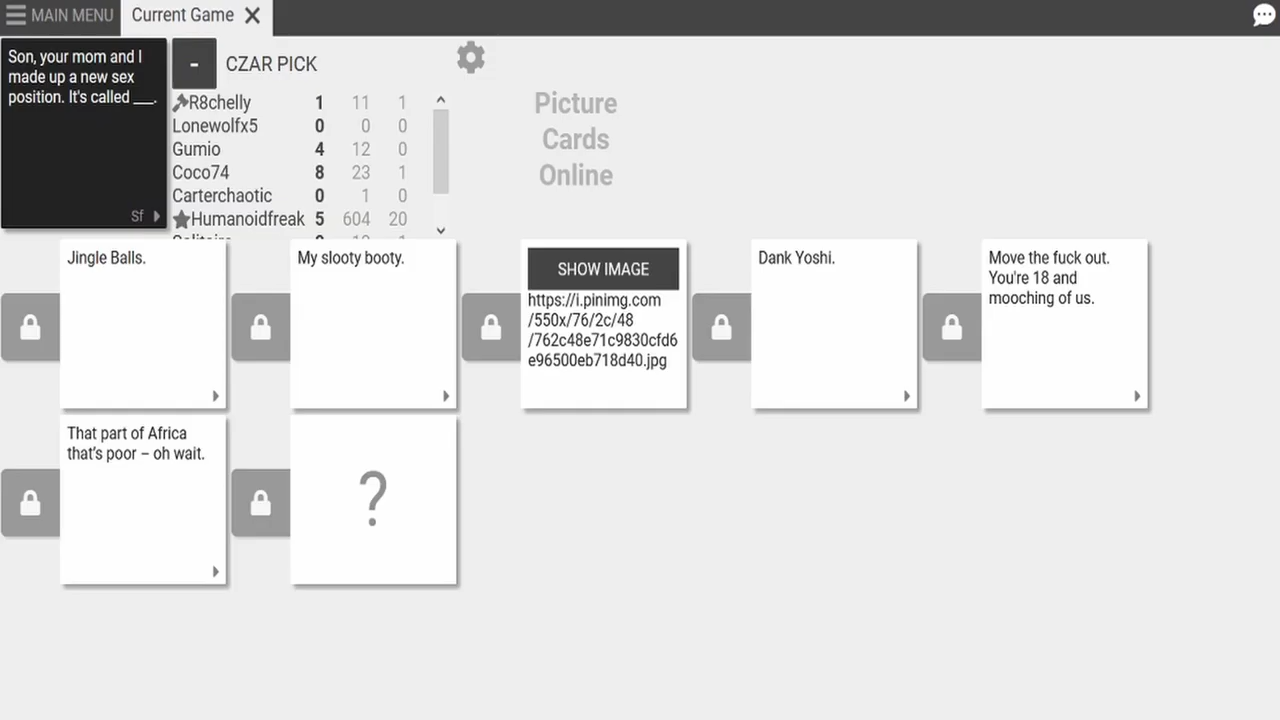 MAIN MENU
Current Game
Son, your mom and I
made up a new sex
position. It's called ___.
Sf
-
CZAR PICK
R8chelly 1 11 1
Lonewolfx5 0 0 0
Gumio 4 12 0
Coco74 8 23 1
Carterchaotic 0 1 0
Humanoidfreak 5 604 20
Picture
Cards
Online
Jingle Balls.
My slooty booty.
SHOW IMAGE
https://i.pinimg.com
/550x/76/2c/48
/762c48e71c9830cfd6
e96500eb718d40.jpg
Dank Yoshi.
Move the fuck out.
You're 18 and
mooching of us.
That part of Africa
that's poor – oh wait.
?